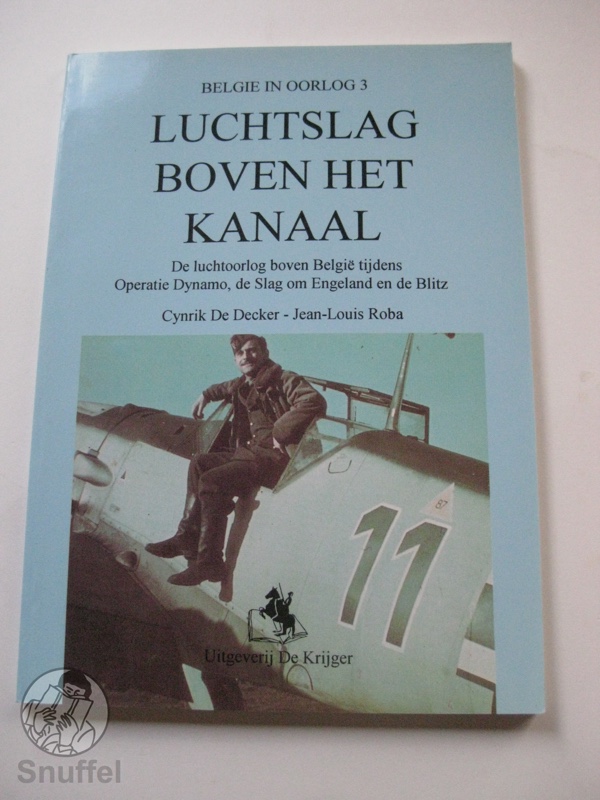 BELGIE IN OORLOG 3
LUCHTSLAG
BOVEN HET
KANAAL
De luchtoorlog boven België tijdens
Operatie Dynamo, de Slag om Engeland en de Blitz
Cynrik De Decker - Jean-Louis Roba
87
11
Uitgeverij De Krijger
Snuffel